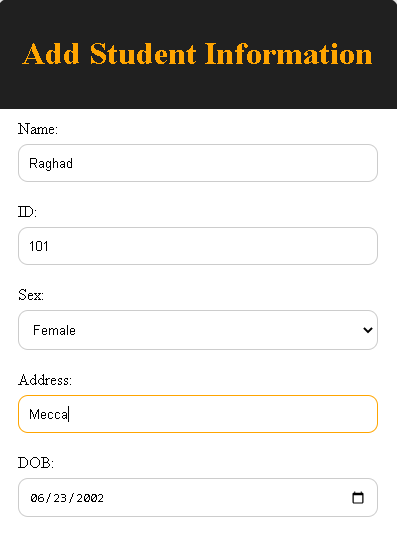 Add Student Information
Name:
Raghad
ID:
101
Sex:
Female
Address:
Mecca
DOB:
06/23/2002